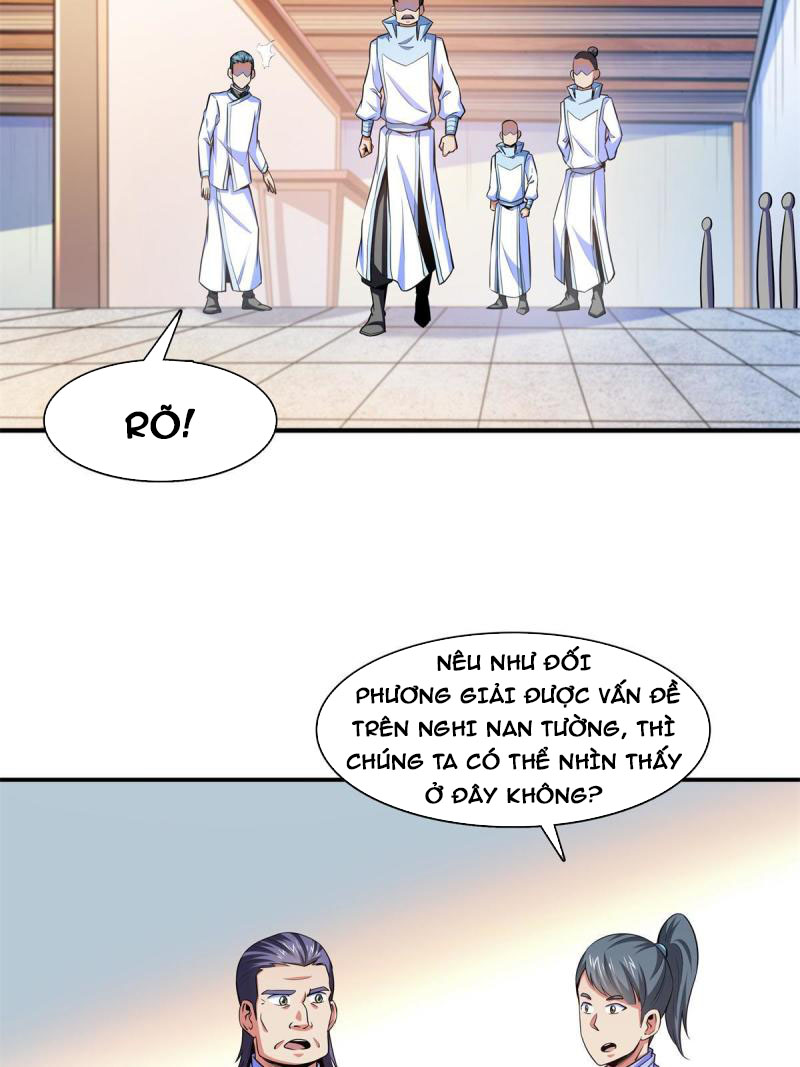 RÕ!
NÊU NHƯ ĐỐI
PHƯƠNG GIẢI ĐƯỢC VẤN ĐỀ
TRÊN NGHI NAN TƯỜNG, THÌ
CHÚNG TA CÓ THỂ NHÌN THẤY
Ở ĐÂY KHÔNG?